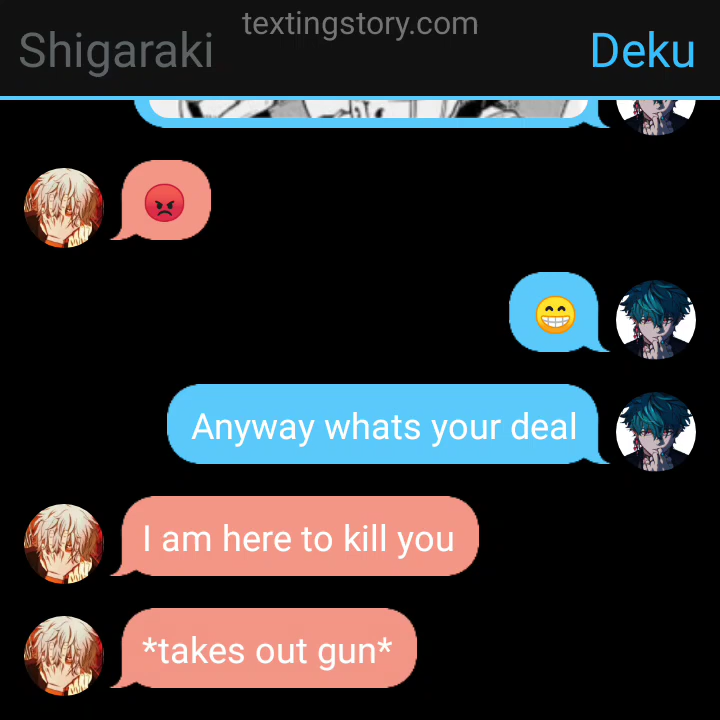 textingstory.com
Shigaraki
Deku
😡
😁
Anyway whats your deal
I am here to kill you
*takes out gun*